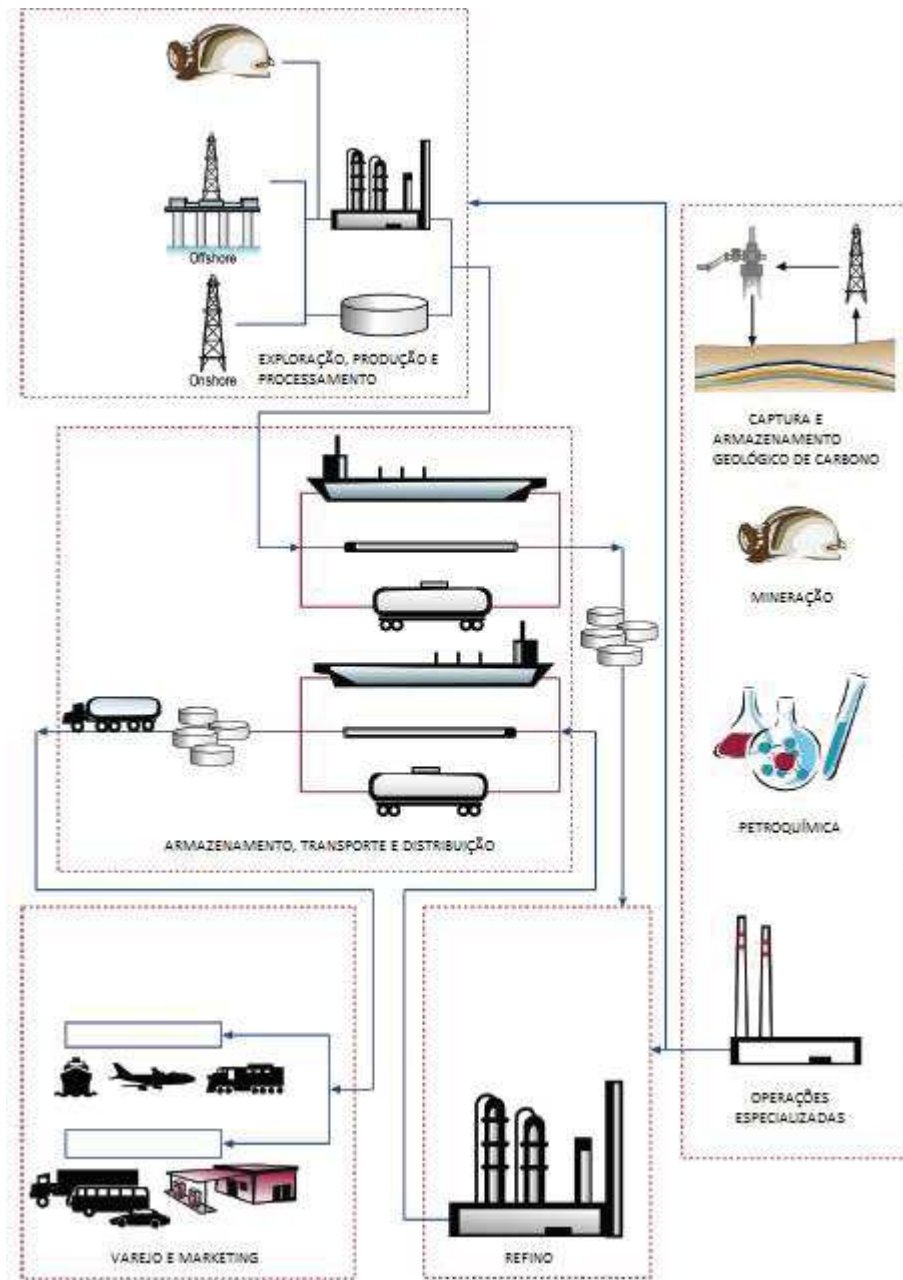 Offshore
Onshore
EXPLORAÇÃO, PRODUÇÃO E
PROCESSAMENTO
CAPTURA E
ARMAZENAMENTO
GEOLÓGICO DE CARBONO
MINERAÇÃO
PETROQUÍMICA
OPERAÇÕES
ESPECIALIZADAS
ARMAZENAMENTO, TRANSPORTE E DISTRIBUIÇÃO
VAREJO E MARKETING
REFINO